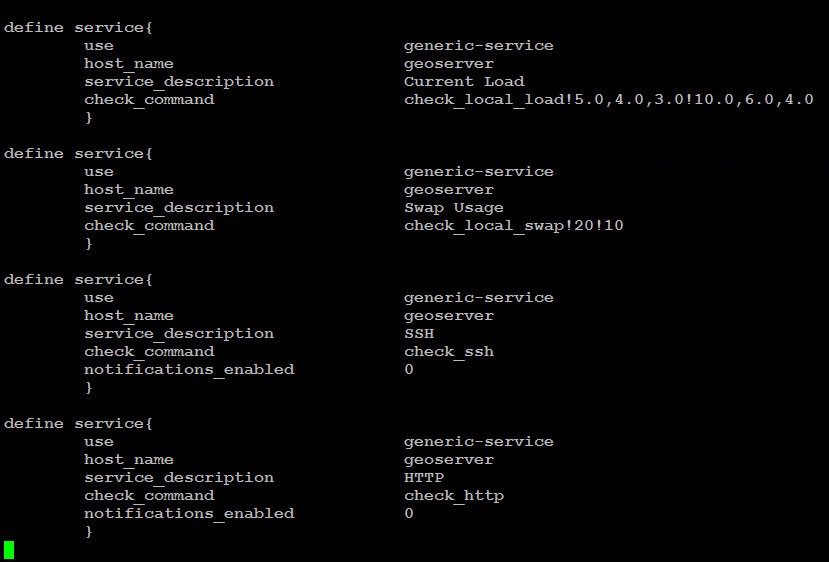 define service{
        use                             generic-service
        host_name                       geoserver
        service_description             Current Load
        check_command                   check_local_load!5.0,4.0,3.0!10.0,6.0,4.0
        }

define service{
        use                             generic-service
        host_name                       geoserver
        service_description             Swap Usage
        check_command                   check_local_swap!20!10
        }

define service{
        use                             generic-service
        host_name                       geoserver
        service_description             SSH
        check_command                   check_ssh
        notifications_enabled           0
        }

define service{
        use                             generic-service
        host_name                       geoserver
        service_description             HTTP
        check_command                   check_http
        notifications_enabled           0
        }